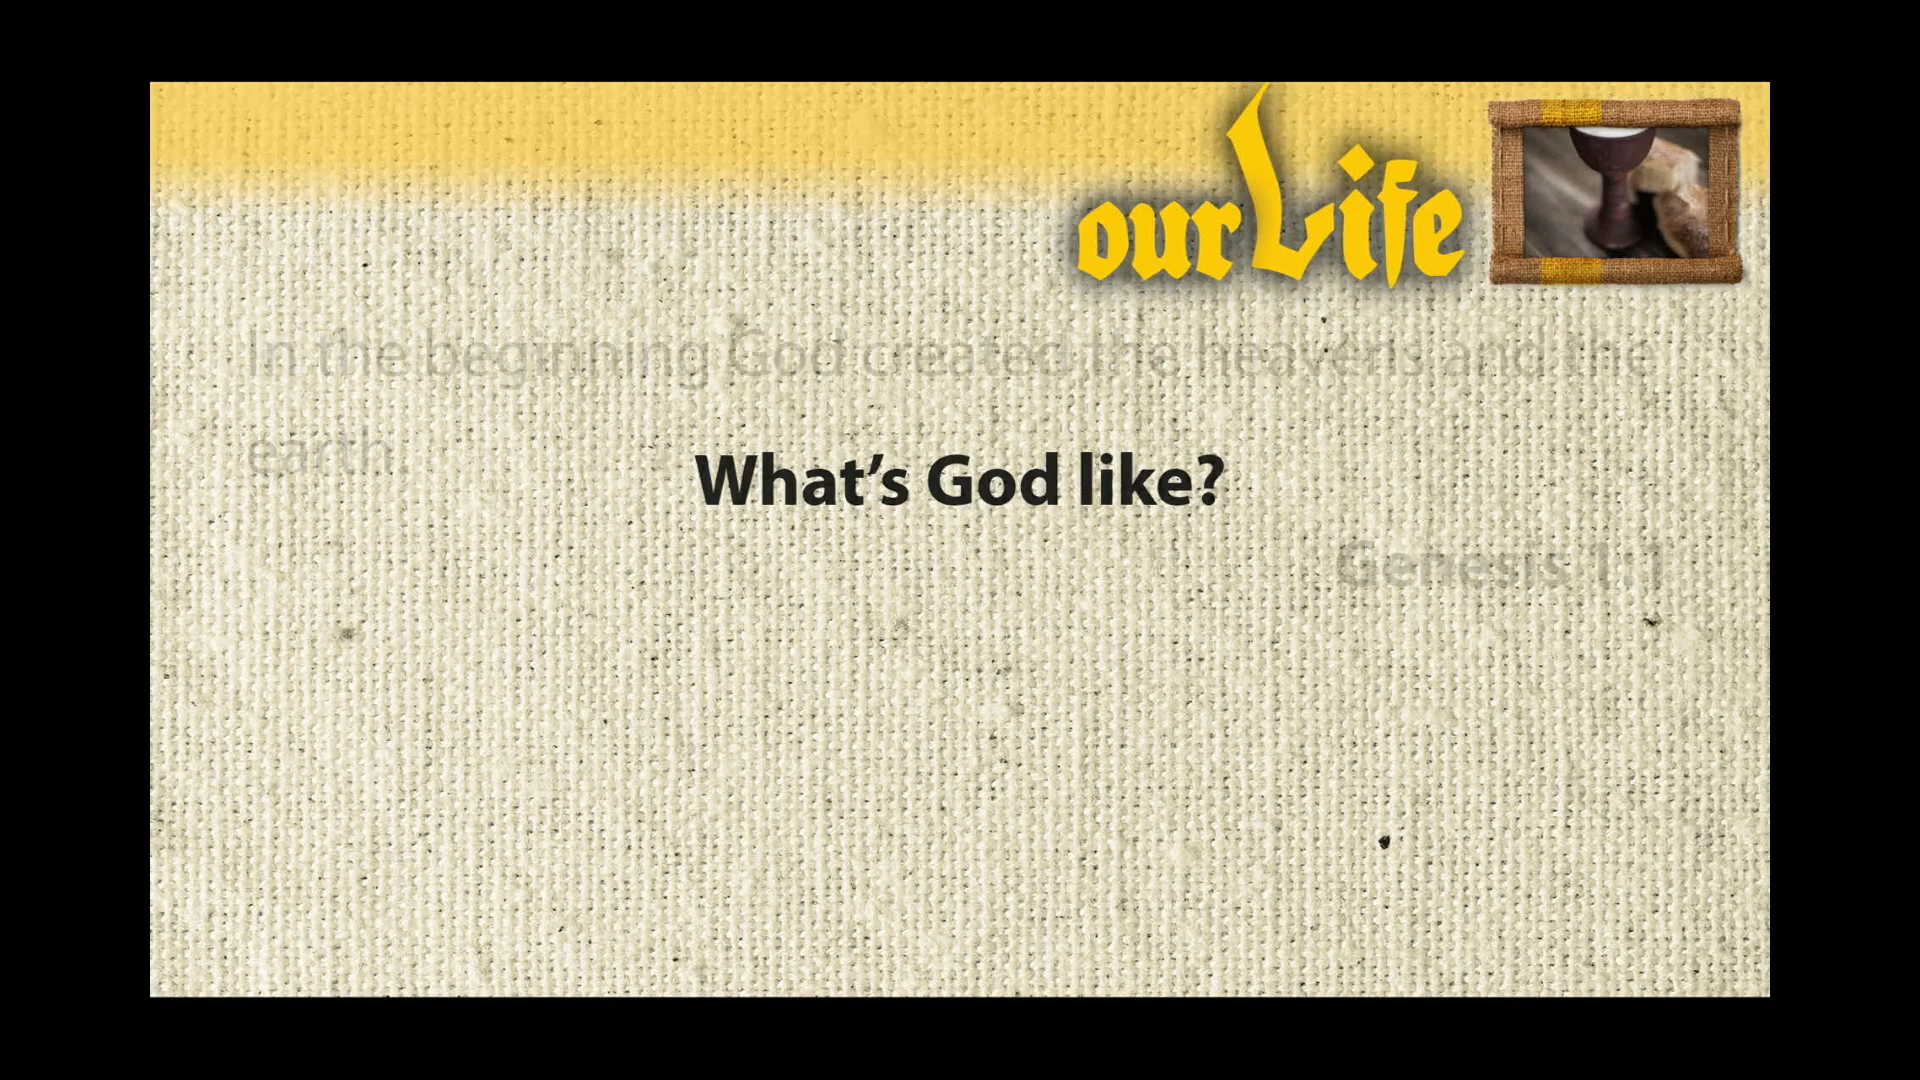 our Life
In the beginning God created the heavens and the
earth.
What's God like?
Genesis 1:1